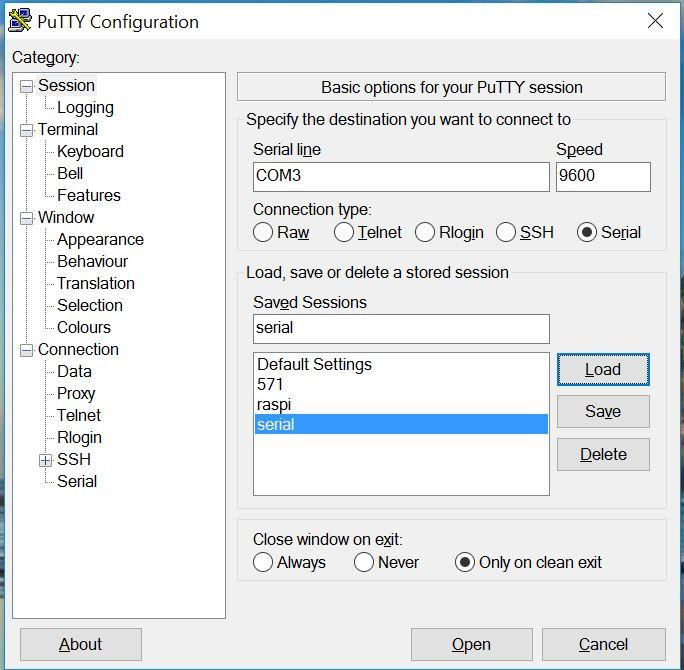 PuTTY Configuration
Category:
Session
Logging
Terminal
Keyboard
Bell
Features
Window
Appearance
Behaviour
Translation
Selection
Colours
Connection
Data
Proxy
Telnet
Rlogin
SSH
Serial
Basic options for your PuTTY session
Specify the destination you want to connect to
Serial line Speed
COM3 9600
Connection type:
Raw Telnet Rlogin SSH Serial
Load, save or delete a stored session
Saved Sessions
serial
Default Settings
571
raspi
serial
Load
Save
Delete
Close window on exit:
Always Never Only on clean exit
About Open Cancel